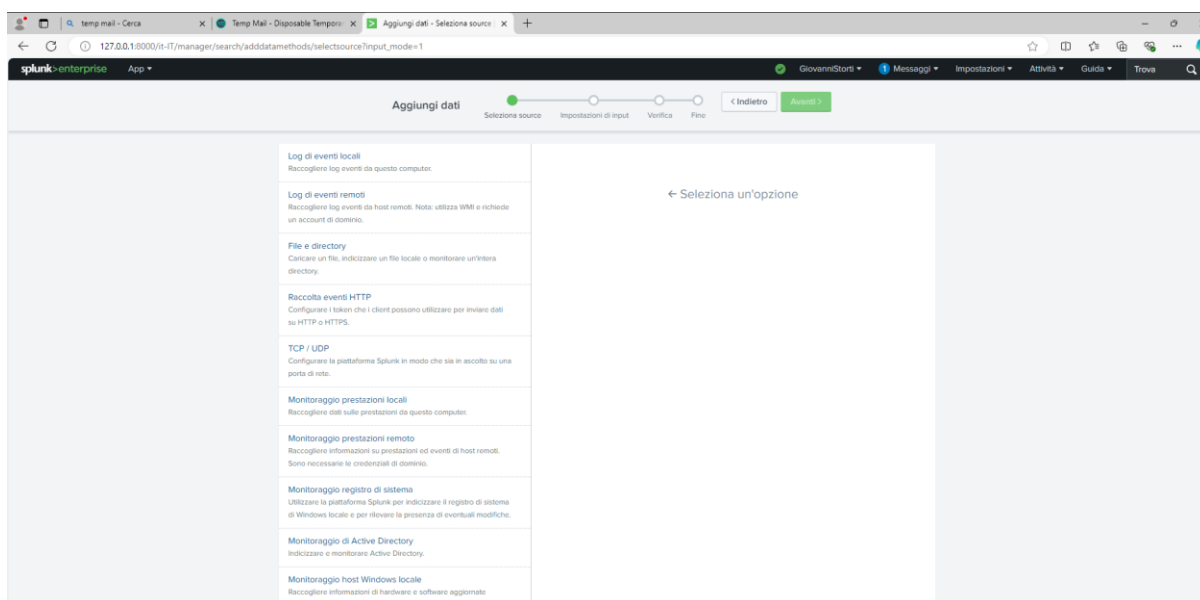 temp mail - Cerca
Temp Mail - Disposable Tempora
Aggiungi dati - Seleziona source
127.0.0.1:8000/it-IT/manager/search/adddatamethods/selectsource?input_mode=1
splunk>enterprise App GiovanniStorti 1 Messaggi Impostazioni Attività Guida Trova
Aggiungi dati
Seleziona source Impostazioni di input Verifica Fine
< Indietro
Avanti >
Log di eventi locali
Raccogliere log eventi da questo computer.
Log di eventi remoti
Raccogliere log eventi da host remoti. Nota: utilizza WMI e richiede
un account di dominio.
File e directory
Caricare un file, indicizzare un file locale o monitorare un'intera
directory.
Raccolta eventi HTTP
Configurare i token che i client possono utilizzare per inviare dati
su HTTP o HTTPS.
TCP / UDP
Configurare la piattaforma Splunk in modo che sia in ascolto su una
porta di rete.
Monitoraggio prestazioni locali
Raccogliere dati sulle prestazioni da questo computer.
Monitoraggio prestazioni remoto
Raccogliere informazioni su prestazioni ed eventi di host remoti.
Sono necessarie le credenziali di dominio.
Monitoraggio registro di sistema
Utilizzare la piattaforma Splunk per indicizzare il registro di sistema
di Windows locale e per rilevare la presenza di eventuali modifiche.
Monitoraggio di Active Directory
Indicizzare e monitorare Active Directory.
Monitoraggio host Windows locale
Raccogliere informazioni di hardware e software aggiornate
← Seleziona un'opzione